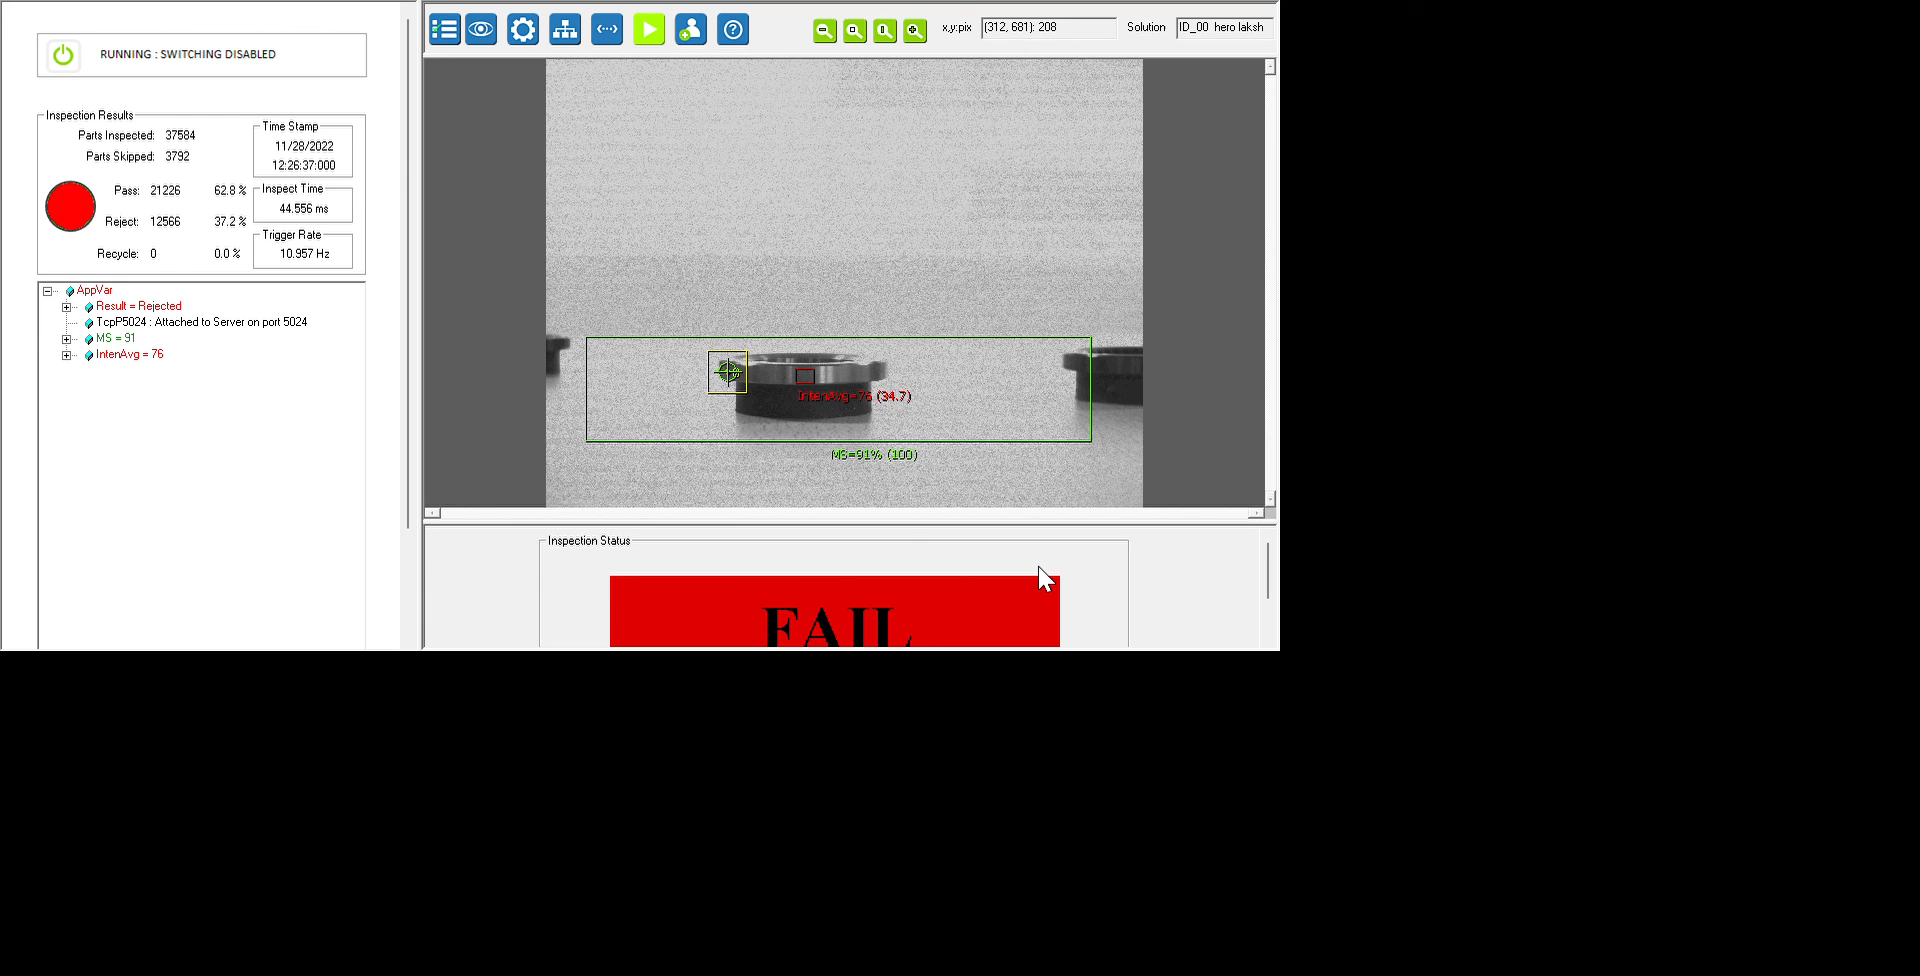 RUNNING : SWITCHING DISABLED
x,y:pix (312, 681): 208 Solution ID_00 hero laksh
Inspection Results
Parts Inspected: 37584
Parts Skipped: 3792
Pass: 21226 62.8 %
Reject: 12566 37.2 %
Recycle: 0 0.0 %
Time Stamp
11/28/2022
12:26:37:000
Inspect Time
44.556 ms
Trigger Rate
10.957 Hz
AppVar
Result = Rejected
TcpP5024 : Attached to Server on port 5024
MS = 91
IntenAvg = 76
IntenAvg=76 (34.7)
MS=91% (100)
Inspection Status
FAIL